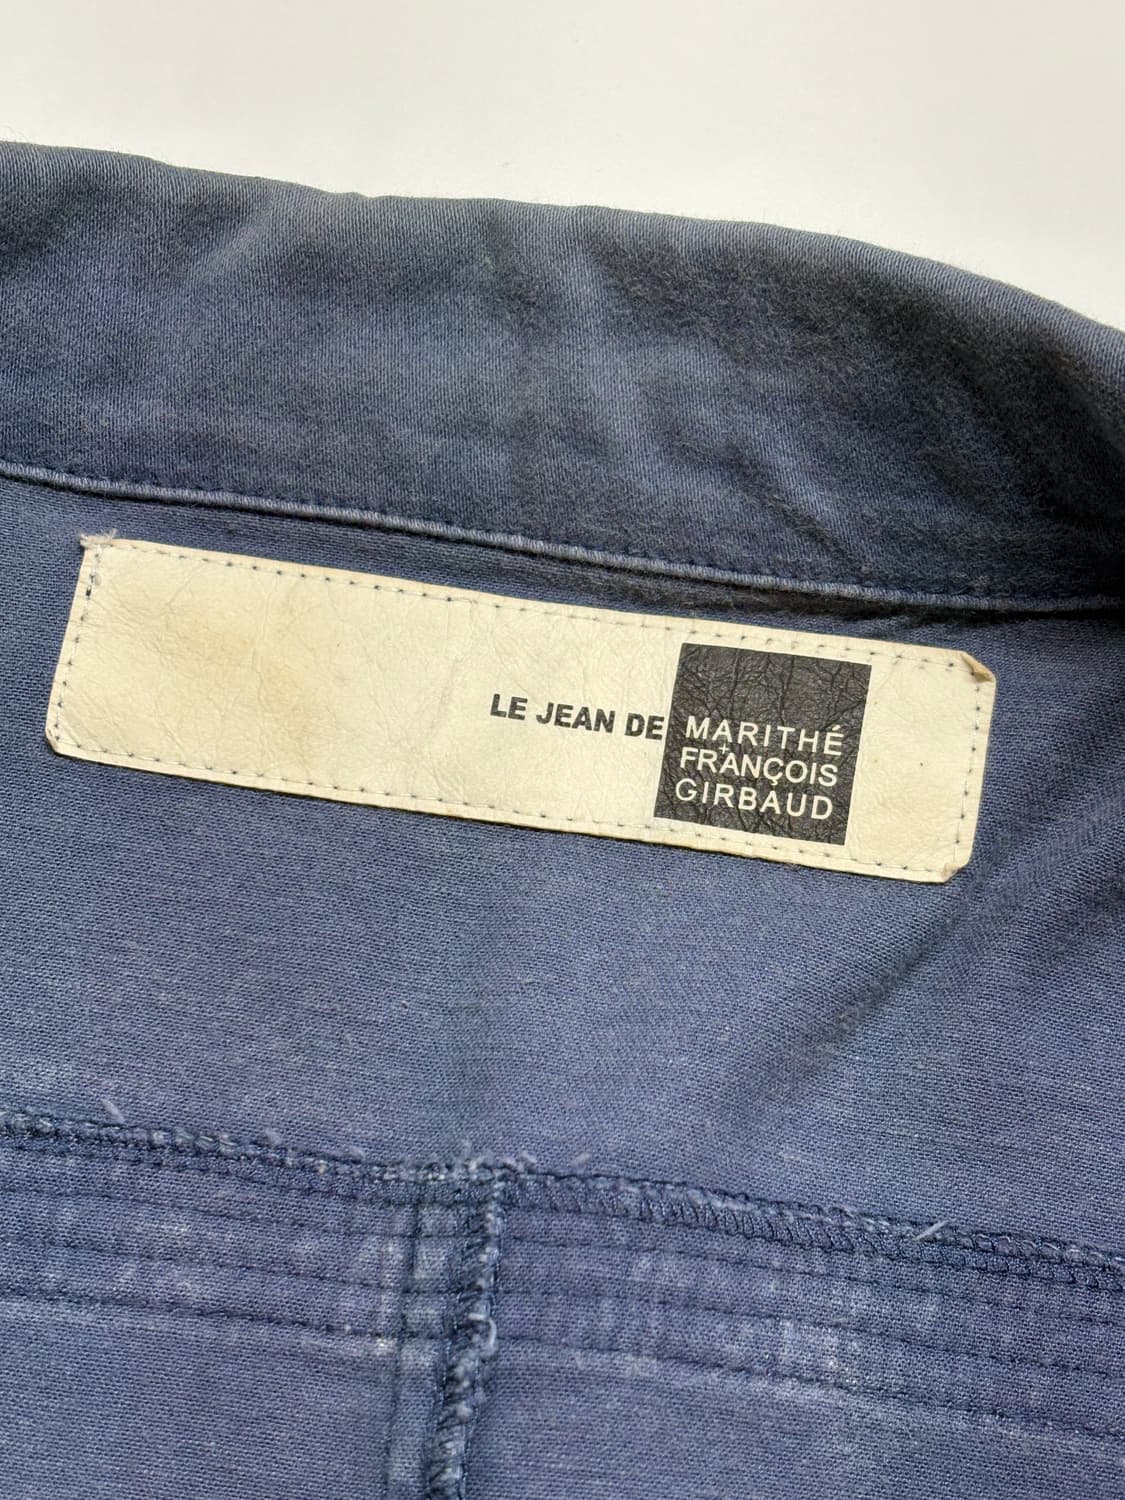 LE JEAN DE MARITHÉ
+
FRANÇOIS
GIRBAUD